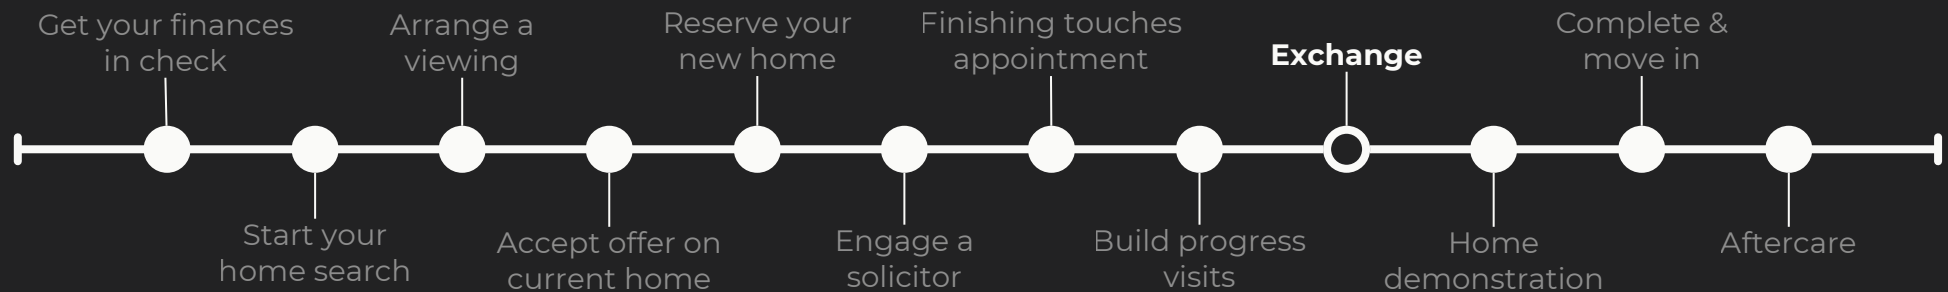 Get your finances
in check
Start your
home search
Arrange a
viewing
Accept offer on
current home
Reserve your
new home
Engage a
solicitor
Finishing touches
appointment
Build progress
visits
Exchange
Home
demonstration
Complete &
move in
Aftercare